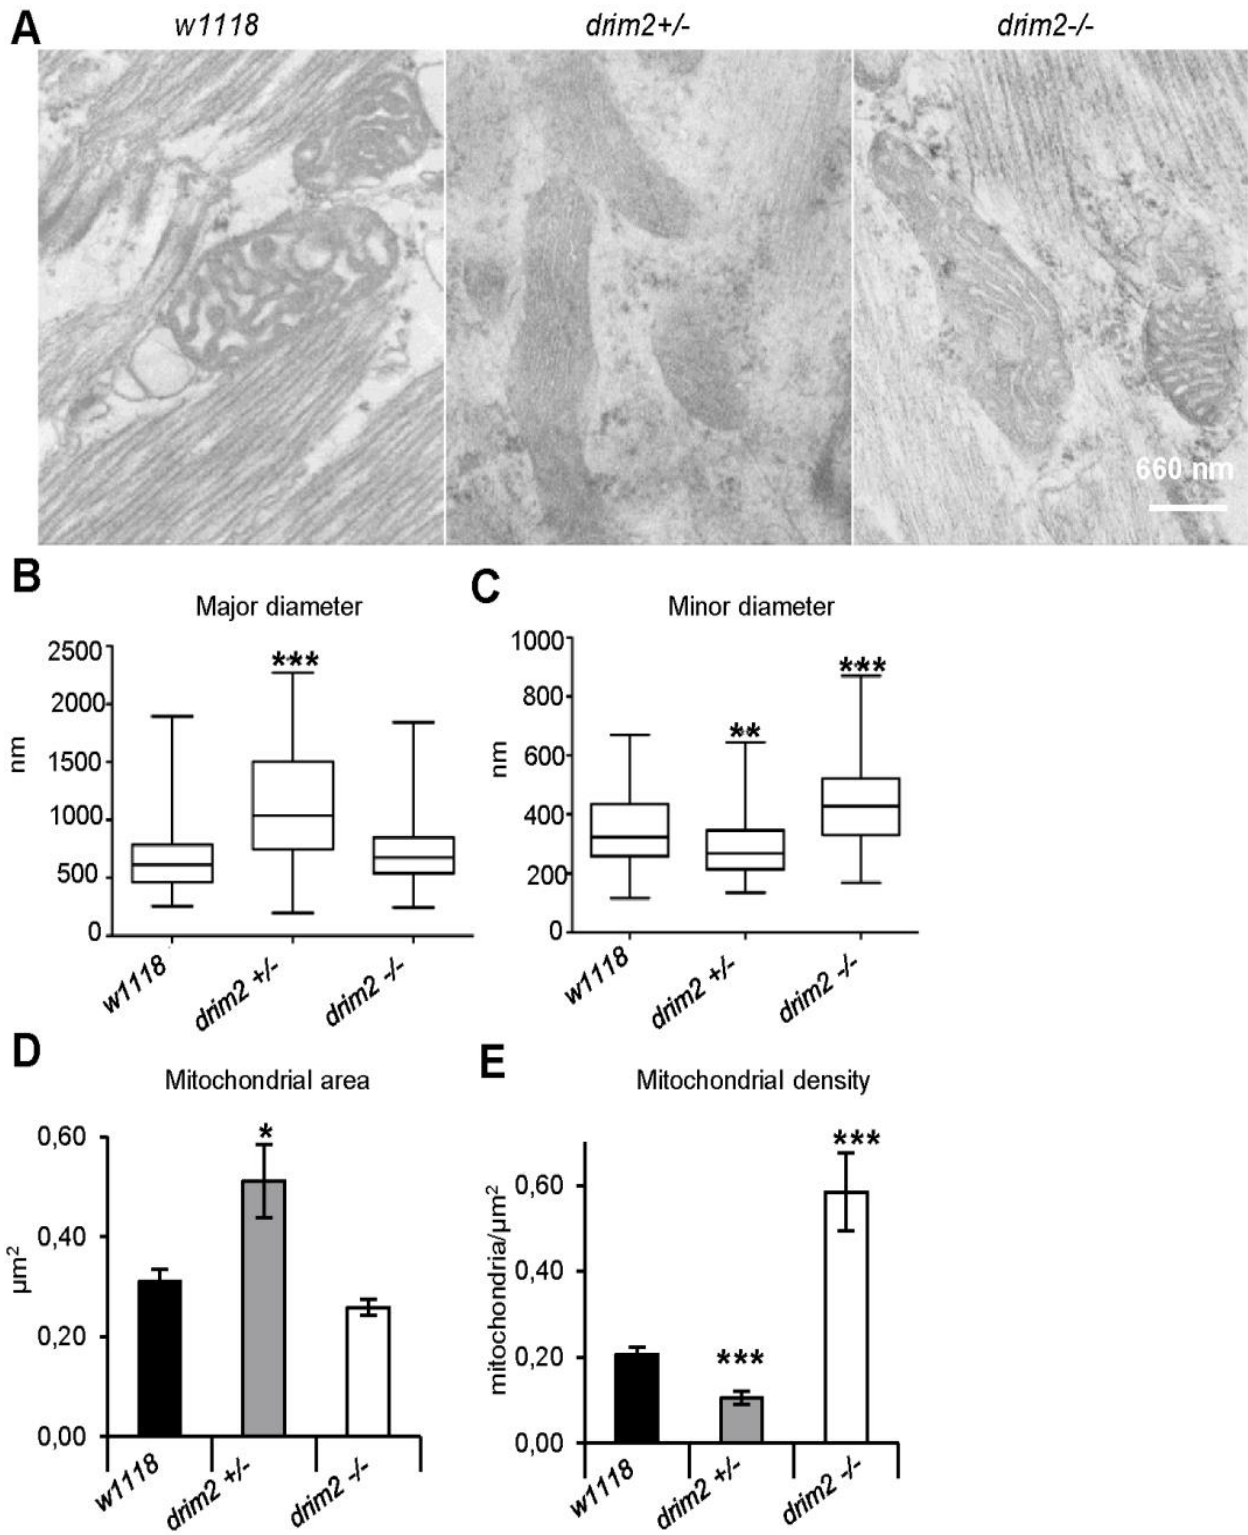 A
w1118 drim2+/- drim2-/-
660 nm
B
Major diameter
nm
2500
2000
1500
1000
500
0
***
w1118 drim2 +/- drim2 -/-
C
Minor diameter
nm
1000
800
600
400
200
0
**
***
w1118 drim2 +/- drim2 -/-
D
Mitochondrial area
µm²
0,60
0,40
0,20
0,00
*
w1118 drim2 +/- drim2 -/-
E
Mitochondrial density
mitochondria/µm²
0,60
0,40
0,20
0,00
***
***
w1118 drim2 +/- drim2 -/-